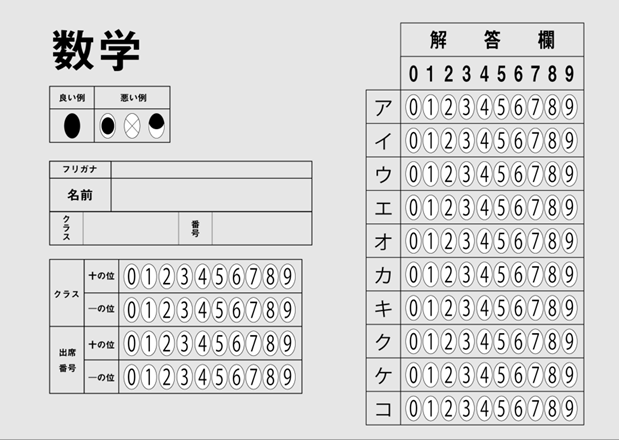 数学
良い例 悪い例
フリガナ
名前
クラス 番号
クラス 十の位 0 1 2 3 4 5 6 7 8 9
一の位 0 1 2 3 4 5 6 7 8 9
出席番号 十の位 0 1 2 3 4 5 6 7 8 9
一の位 0 1 2 3 4 5 6 7 8 9
解答欄
0 1 2 3 4 5 6 7 8 9
ア 0 1 2 3 4 5 6 7 8 9
イ 0 1 2 3 4 5 6 7 8 9
ウ 0 1 2 3 4 5 6 7 8 9
エ 0 1 2 3 4 5 6 7 8 9
オ 0 1 2 3 4 5 6 7 8 9
カ 0 1 2 3 4 5 6 7 8 9
キ 0 1 2 3 4 5 6 7 8 9
ク 0 1 2 3 4 5 6 7 8 9
ケ 0 1 2 3 4 5 6 7 8 9
コ 0 1 2 3 4 5 6 7 8 9